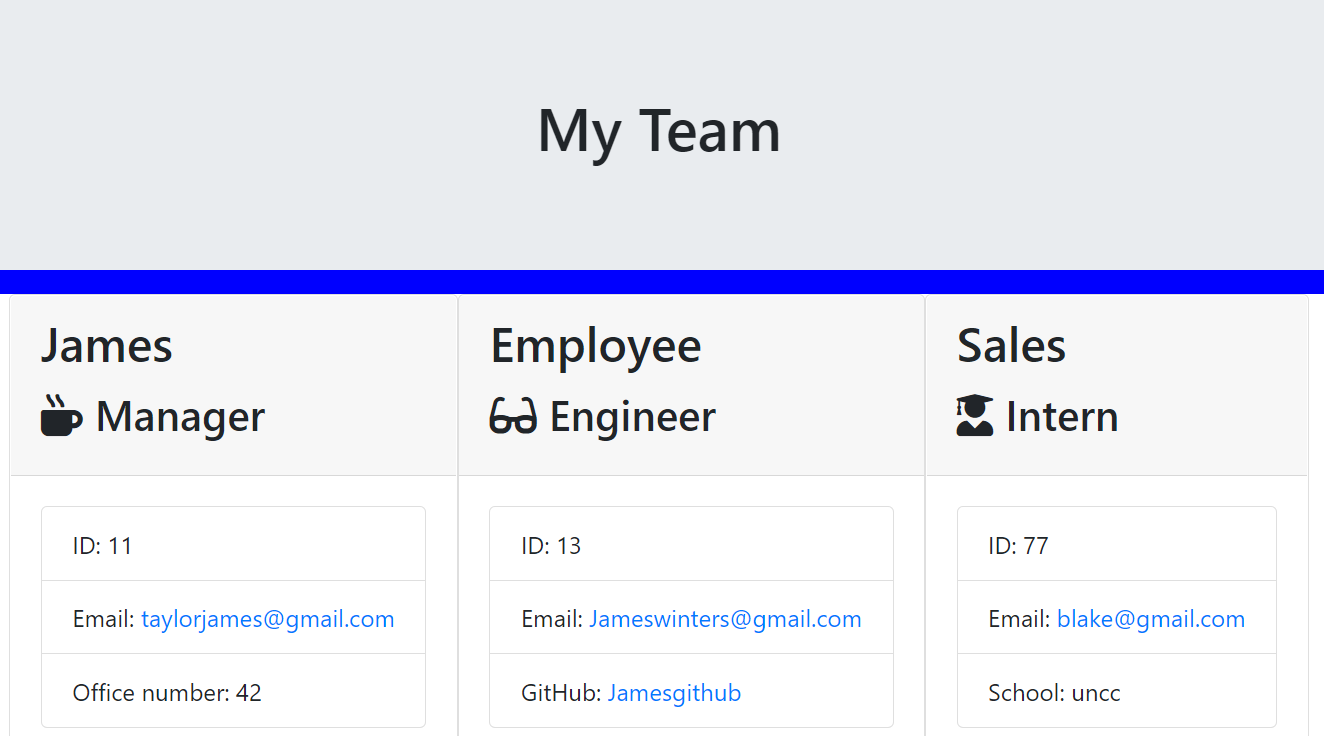 My Team
James
Manager
ID: 11
Email: taylorjames@gmail.com
Office number: 42
Employee
Engineer
ID: 13
Email: Jameswinters@gmail.com
GitHub: Jamesgithub
Sales
Intern
ID: 77
Email: blake@gmail.com
School: uncc